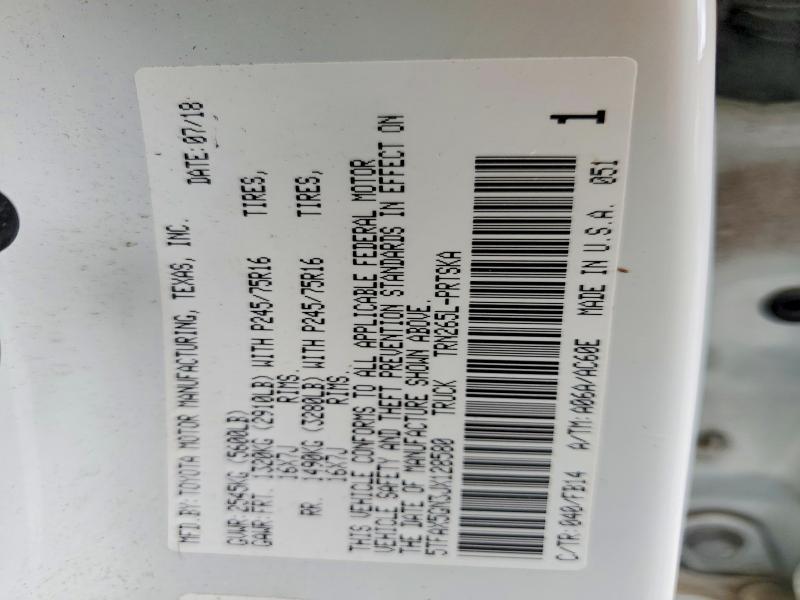 MFD.BY: TOYOTA MOTOR MANUFACTURING, TEXAS, INC. DATE: 07/18
GVWR: 2545KG (5600LB)
GAWR: FRT. 1320KG (2910LB) WITH P245/75R16 TIRES,
16X7J RIMS.
RR. 1490KG (3280LB) WITH P245/75R16 TIRES,
16X7J RIMS.
THIS VEHICLE CONFORMS TO ALL APPLICABLE FEDERAL MOTOR
VEHICLE SAFETY AND THEFT PREVENTION STANDARDS IN EFFECT ON
THE DATE OF MANUFACTURE SHOWN ABOVE.
5TFAX5GN5JX120580 TRUCK TRN265L-PRTSKA
1
C/TR: 040/FB14 A/TM: A06A/AC60E MADE IN U.S.A. 051